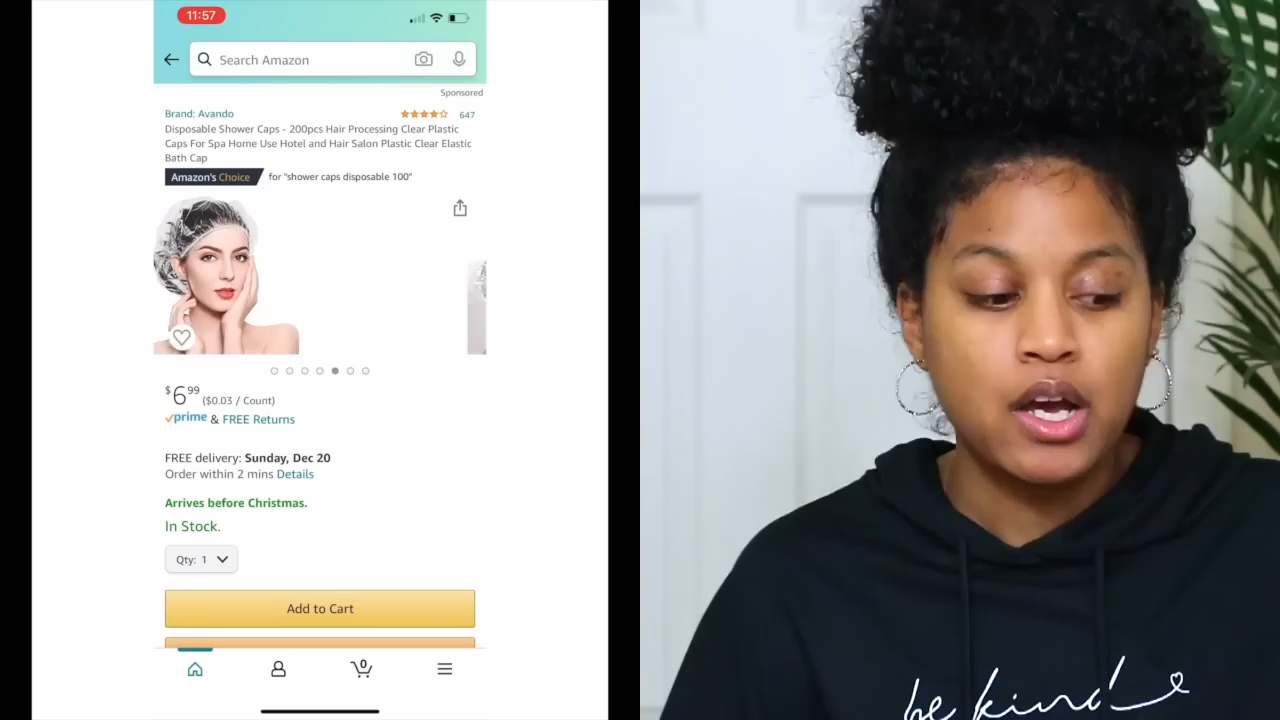 11:57
Search Amazon
Sponsored
Brand: Avando
647
Disposable Shower Caps - 200pcs Hair Processing Clear Plastic
Caps For Spa Home Use Hotel and Hair Salon Plastic Clear Elastic
Bath Cap
Amazon's Choice for "shower caps disposable 100"
$6.99 ($0.03 / Count)
prime & FREE Returns
FREE delivery: Sunday, Dec 20
Order within 2 mins Details
Arrives before Christmas.
In Stock.
Qty: 1
Add to Cart
0
be kind